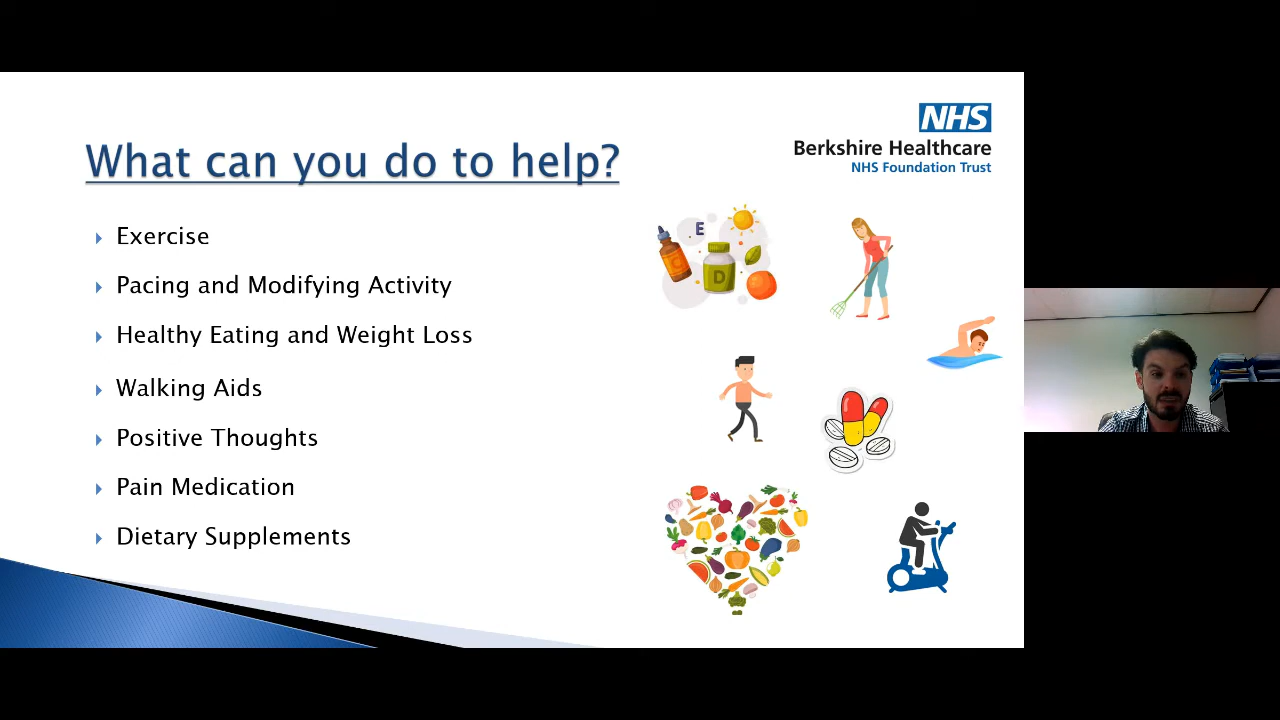 NHS
Berkshire Healthcare
NHS Foundation Trust
What can you do to help?
Exercise
Pacing and Modifying Activity
Healthy Eating and Weight Loss
Walking Aids
Positive Thoughts
Pain Medication
Dietary Supplements
E
C
D